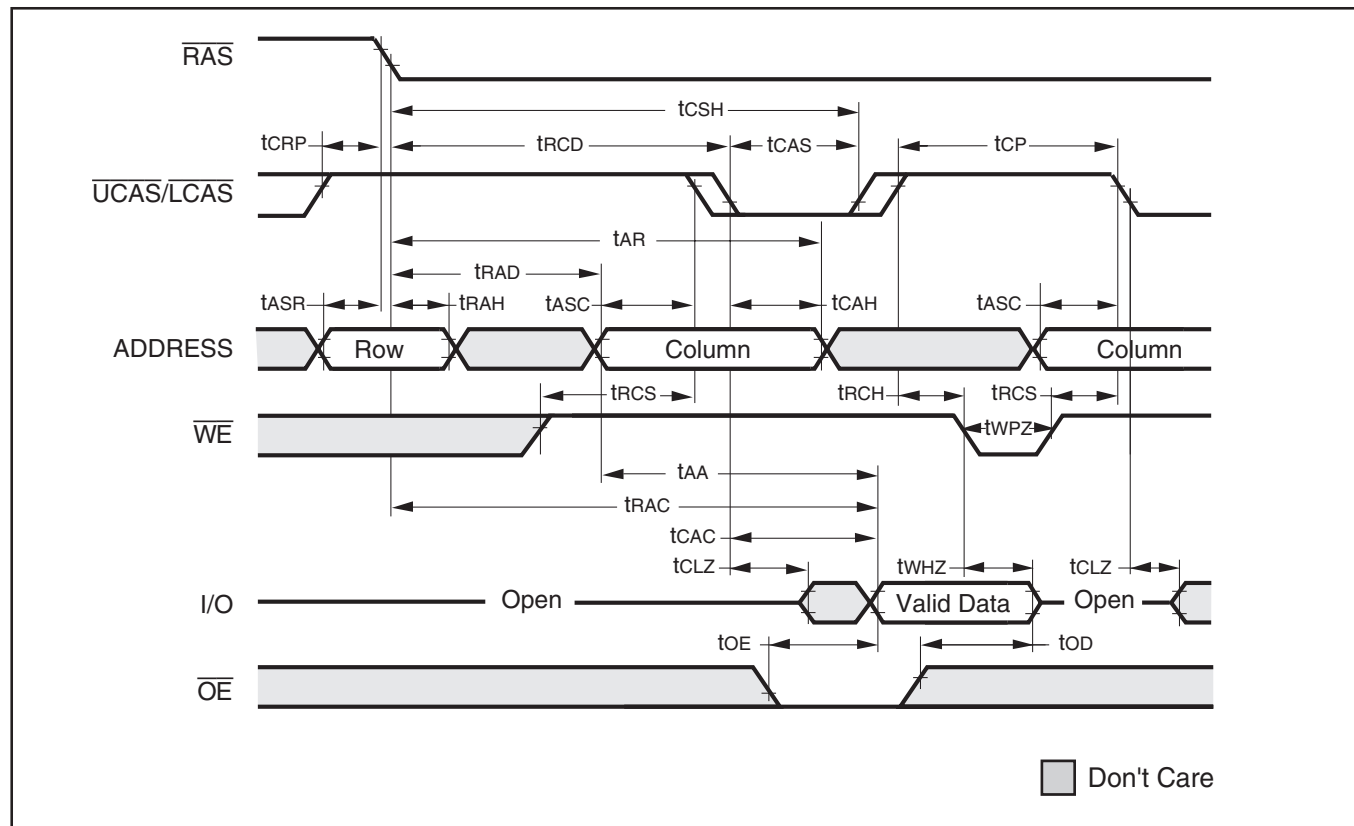 RAS
tCSH
tCRP tRCD tCAS tCP
UCAS/LCAS
tAR
tRAD
tASR tRAH tASC tCAH tASC
ADDRESS Row Column Column
tRCS tRCH tRCS
WE tWPZ
tAA
tRAC
tCAC
tCLZ tWHZ tCLZ
I/O Open Valid Data Open
tOE tOD
OE
Don't Care